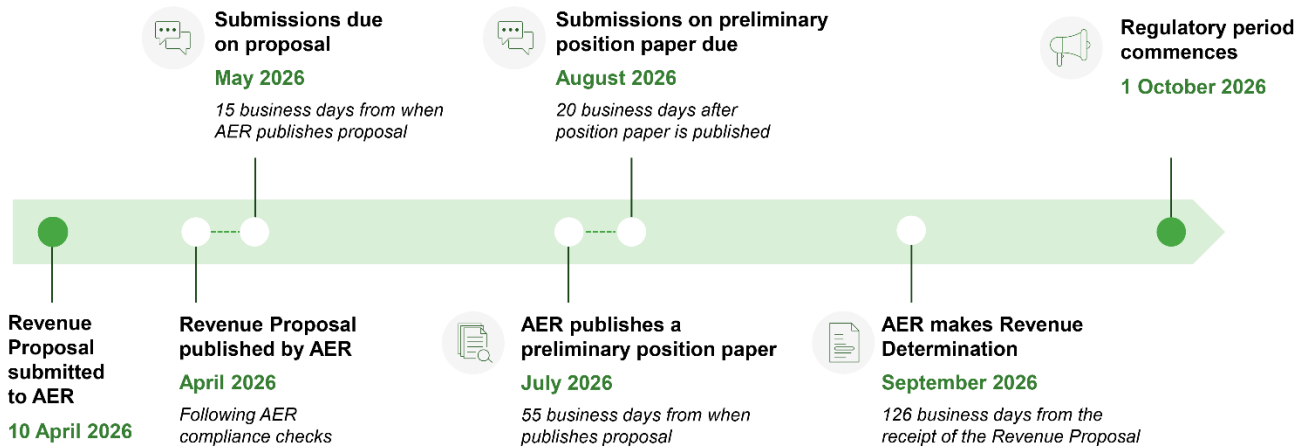 Submissions due
on proposal
May 2026
15 business days from when
AER publishes proposal
Submissions on preliminary
position paper due
August 2026
20 business days after
position paper is published
Regulatory period
commences
1 October 2026
Revenue
Proposal
submitted
to AER
10 April 2026
Revenue Proposal
published by AER
April 2026
Following AER
compliance checks
AER publishes a
preliminary position paper
July 2026
55 business days from when
publishes proposal
AER makes Revenue
Determination
September 2026
126 business days from the
receipt of the Revenue Proposal